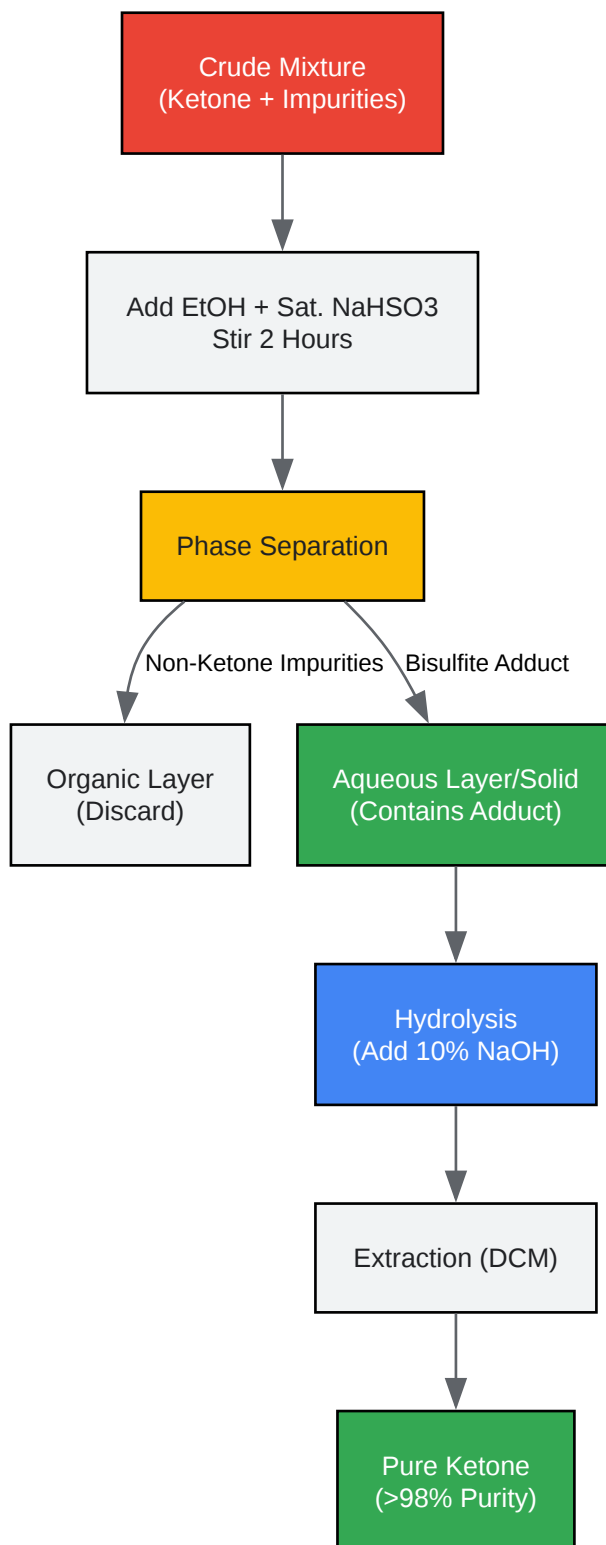 Crude Mixture
(Ketone + Impurities)
Add EtOH + Sat. NaHSO3
Stir 2 Hours
Phase Separation
Non-Ketone Impurities
Bisulfite Adduct
Organic Layer
(Discard)
Aqueous Layer/Solid
(Contains Adduct)
Hydrolysis
(Add 10% NaOH)
Extraction (DCM)
Pure Ketone
(>98% Purity)